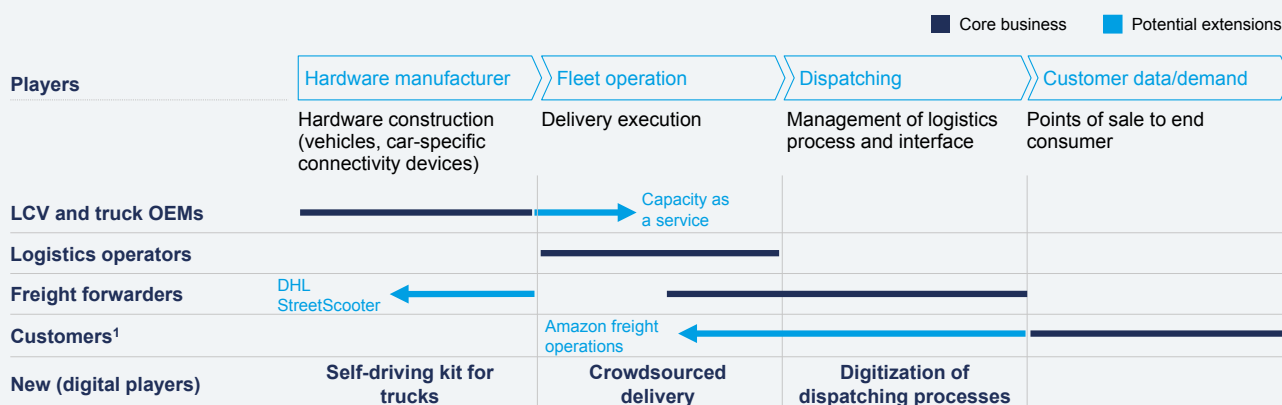 Core business
Potential extensions
Players
Hardware manufacturer
Fleet operation
Dispatching
Customer data/demand
Hardware construction
(vehicles, car-specific
connectivity devices)
Delivery execution
Management of logistics
process and interface
Points of sale to end
consumer
LCV and truck OEMs
Capacity as
a service
Logistics operators
Freight forwarders
DHL
StreetScooter
Customers¹
Amazon freight
operations
New (digital players)
Self-driving kit for
trucks
Crowdsourced
delivery
Digitization of
dispatching processes